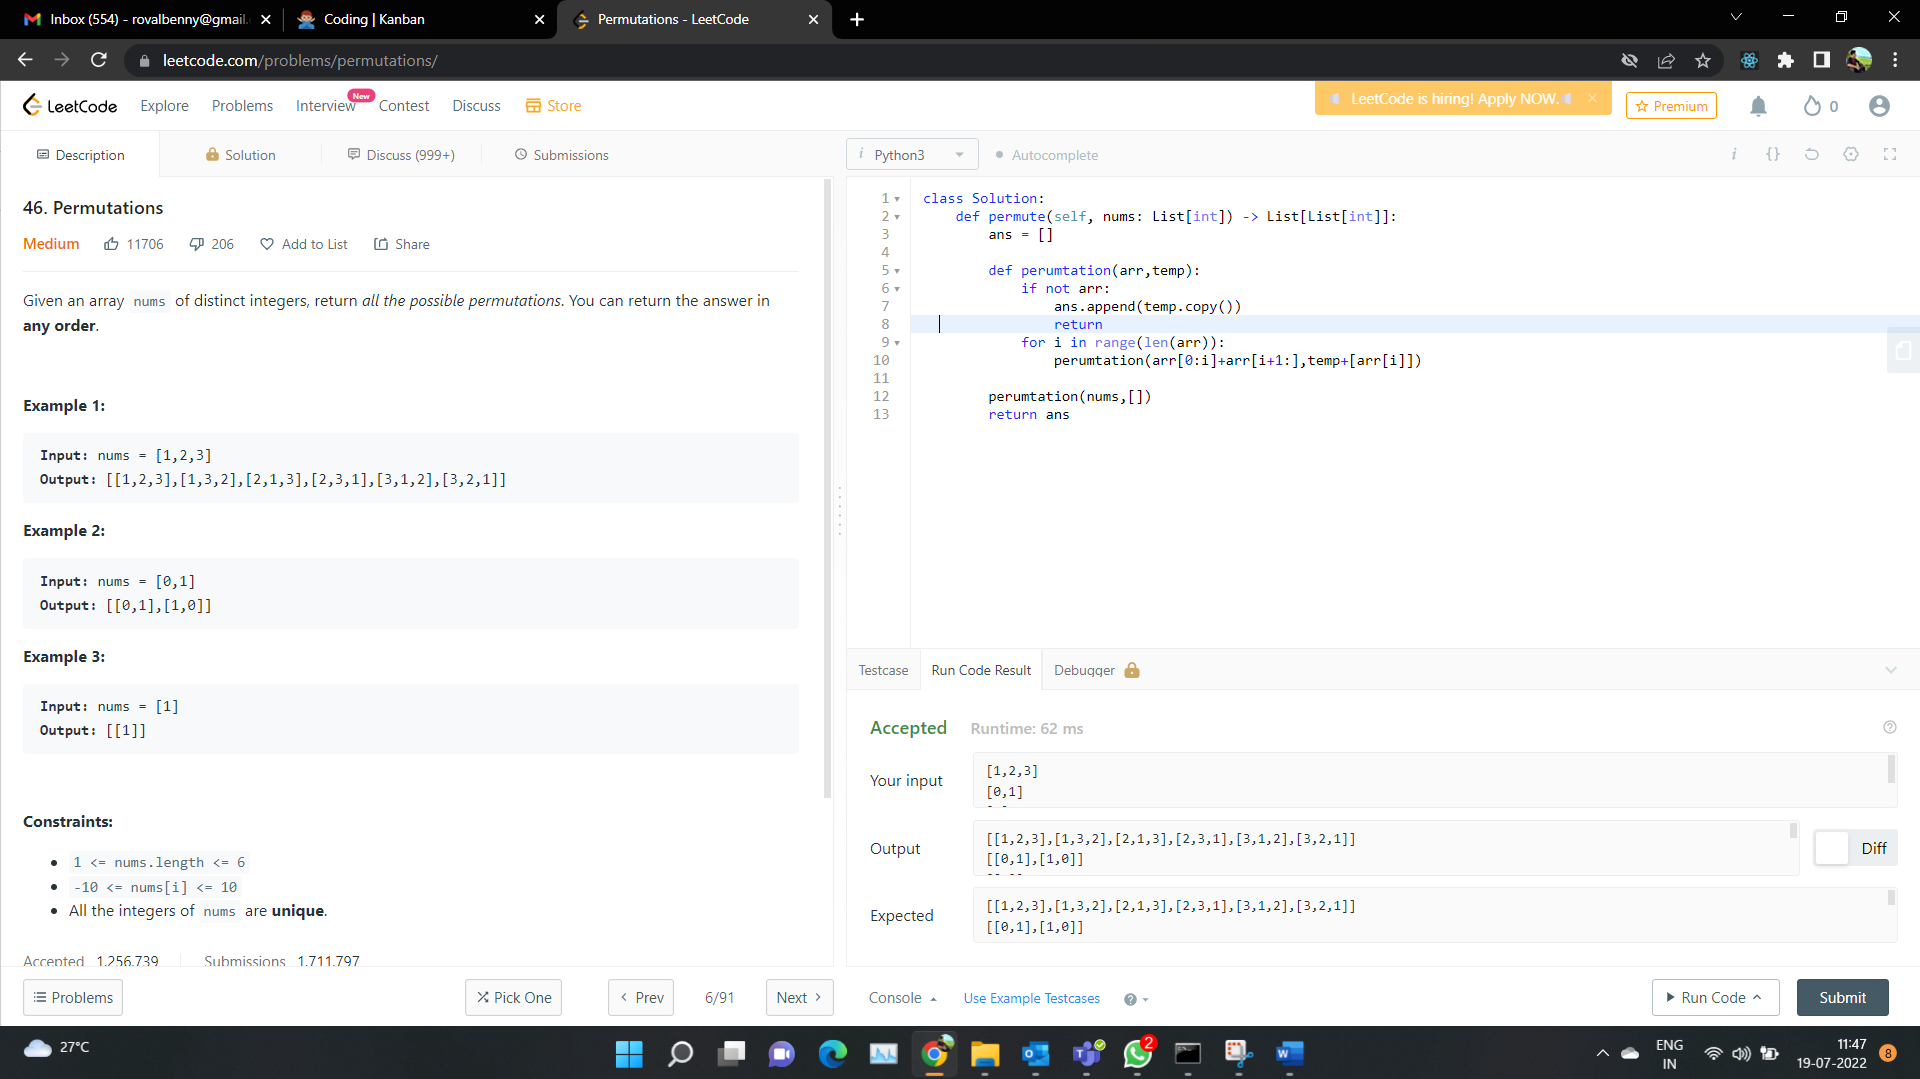 Inbox (554) - rovalbenny@gmail.
Coding | Kanban
Permutations - LeetCode
leetcode.com/problems/permutations/
LeetCode
Explore
Problems
Interview
New
Contest
Discuss
Store
LeetCode is hiring! Apply NOW.
Premium
0
Description
Solution
Discuss (999+)
Submissions
i Python3
Autocomplete
i {}
46. Permutations
Medium 11706 206 Add to List Share
Given an array nums of distinct integers, return all the possible permutations. You can return the answer in
any order.
Example 1:
Input: nums = [1,2,3]
Output: [[1,2,3],[1,3,2],[2,1,3],[2,3,1],[3,1,2],[3,2,1]]
Example 2:
Input: nums = [0,1]
Output: [[0,1],[1,0]]
Example 3:
Input: nums = [1]
Output: [[1]]
Constraints:
1 <= nums.length <= 6
-10 <= nums[i] <= 10
All the integers of nums are unique.
Accepted 1,256,739 Submissions 1,711,797
Problems
Pick One
Prev
6/91
Next
1 class Solution:
2 def permute(self, nums: List[int]) -> List[List[int]]:
3 ans = []
4
5 def perumtation(arr,temp):
6 if not arr:
7 ans.append(temp.copy())
8 return
9 for i in range(len(arr)):
10 perumtation(arr[0:i]+arr[i+1:],temp+[arr[i]])
11
12 perumtation(nums,[])
13 return ans
Testcase
Run Code Result
Debugger
Accepted Runtime: 62 ms
Your input
[1,2,3]
[0,1]
Output
[[1,2,3],[1,3,2],[2,1,3],[2,3,1],[3,1,2],[3,2,1]]
[[0,1],[1,0]]
Diff
Expected
[[1,2,3],[1,3,2],[2,1,3],[2,3,1],[3,1,2],[3,2,1]]
[[0,1],[1,0]]
Console
Use Example Testcases
Run Code
Submit
27°C
2
ENG
IN
11:47
19-07-2022
8